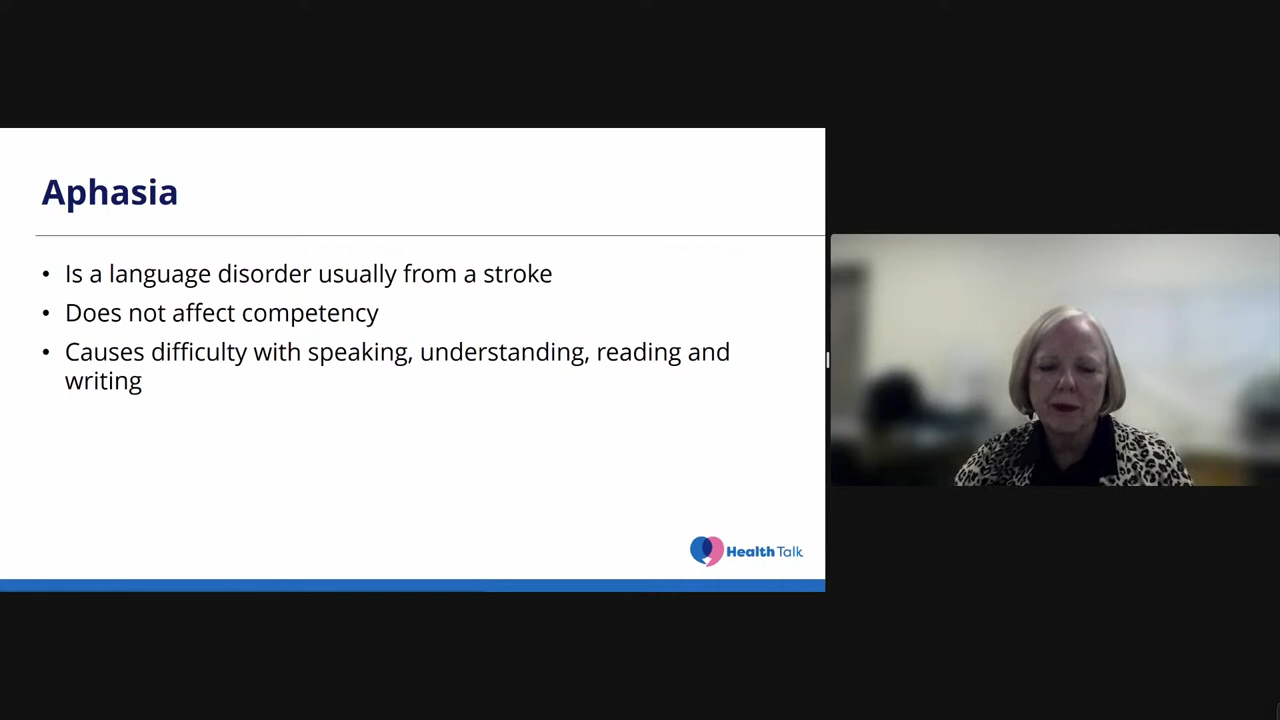 Aphasia
• Is a language disorder usually from a stroke
• Does not affect competency
• Causes difficulty with speaking, understanding, reading and
writing
Health Talk